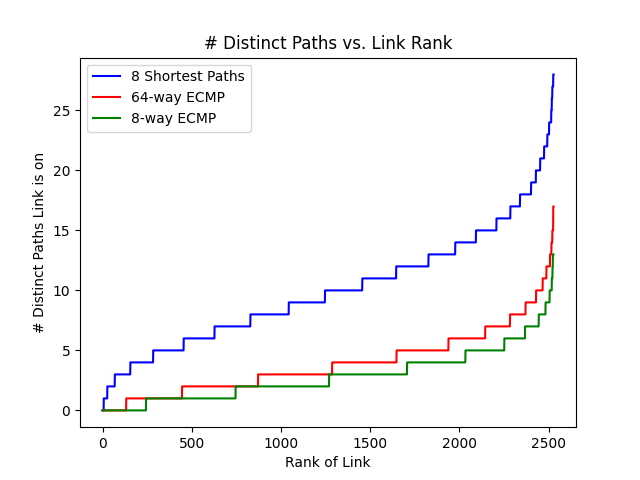 # Distinct Paths vs. Link Rank
8 Shortest Paths
64-way ECMP
8-way ECMP
# Distinct Paths Link is on
25
20
15
10
5
0
0 500 1000 1500 2000 2500
Rank of Link